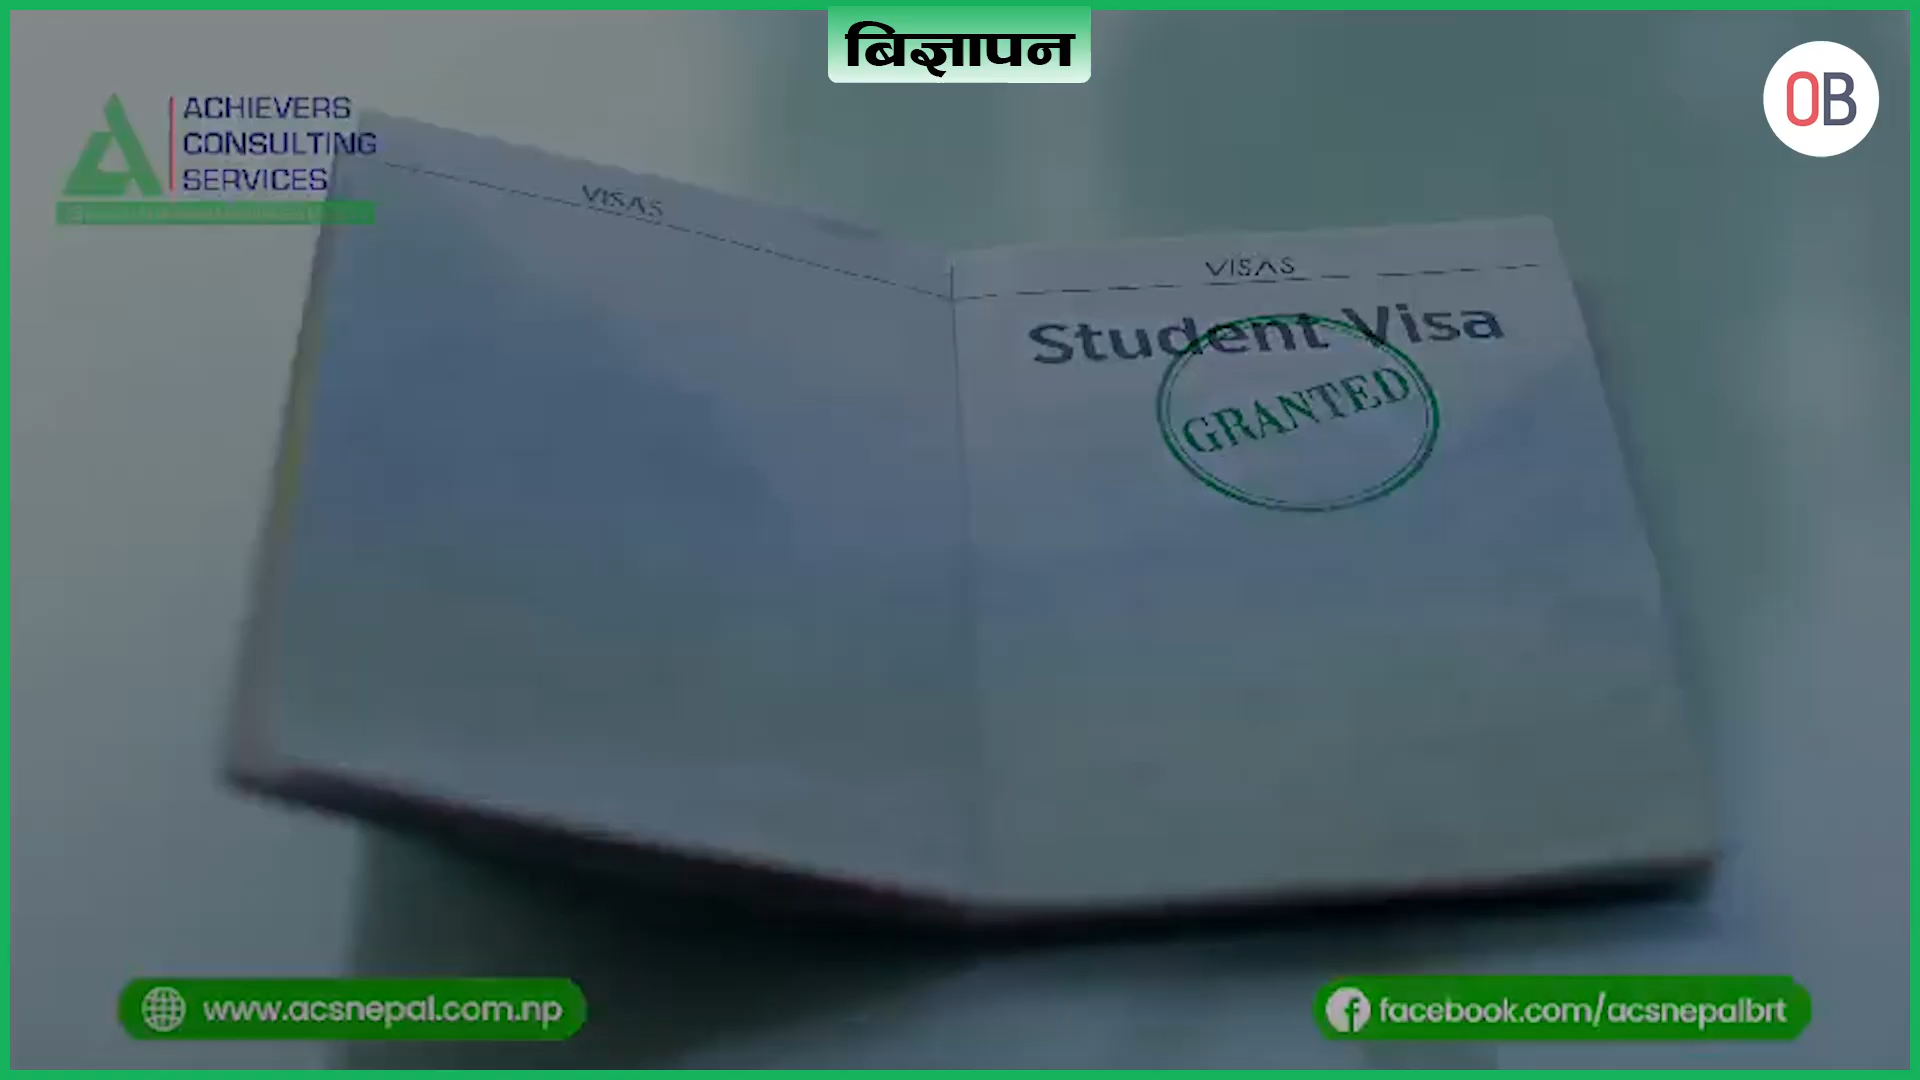 बिज्ञापन
OB
ACHIEVERS
CONSULTING
SERVICES
VISAS
VISAS
Student Visa
GRANTED
www.acsnepal.com.np
facebook.com/acsnepalbrt